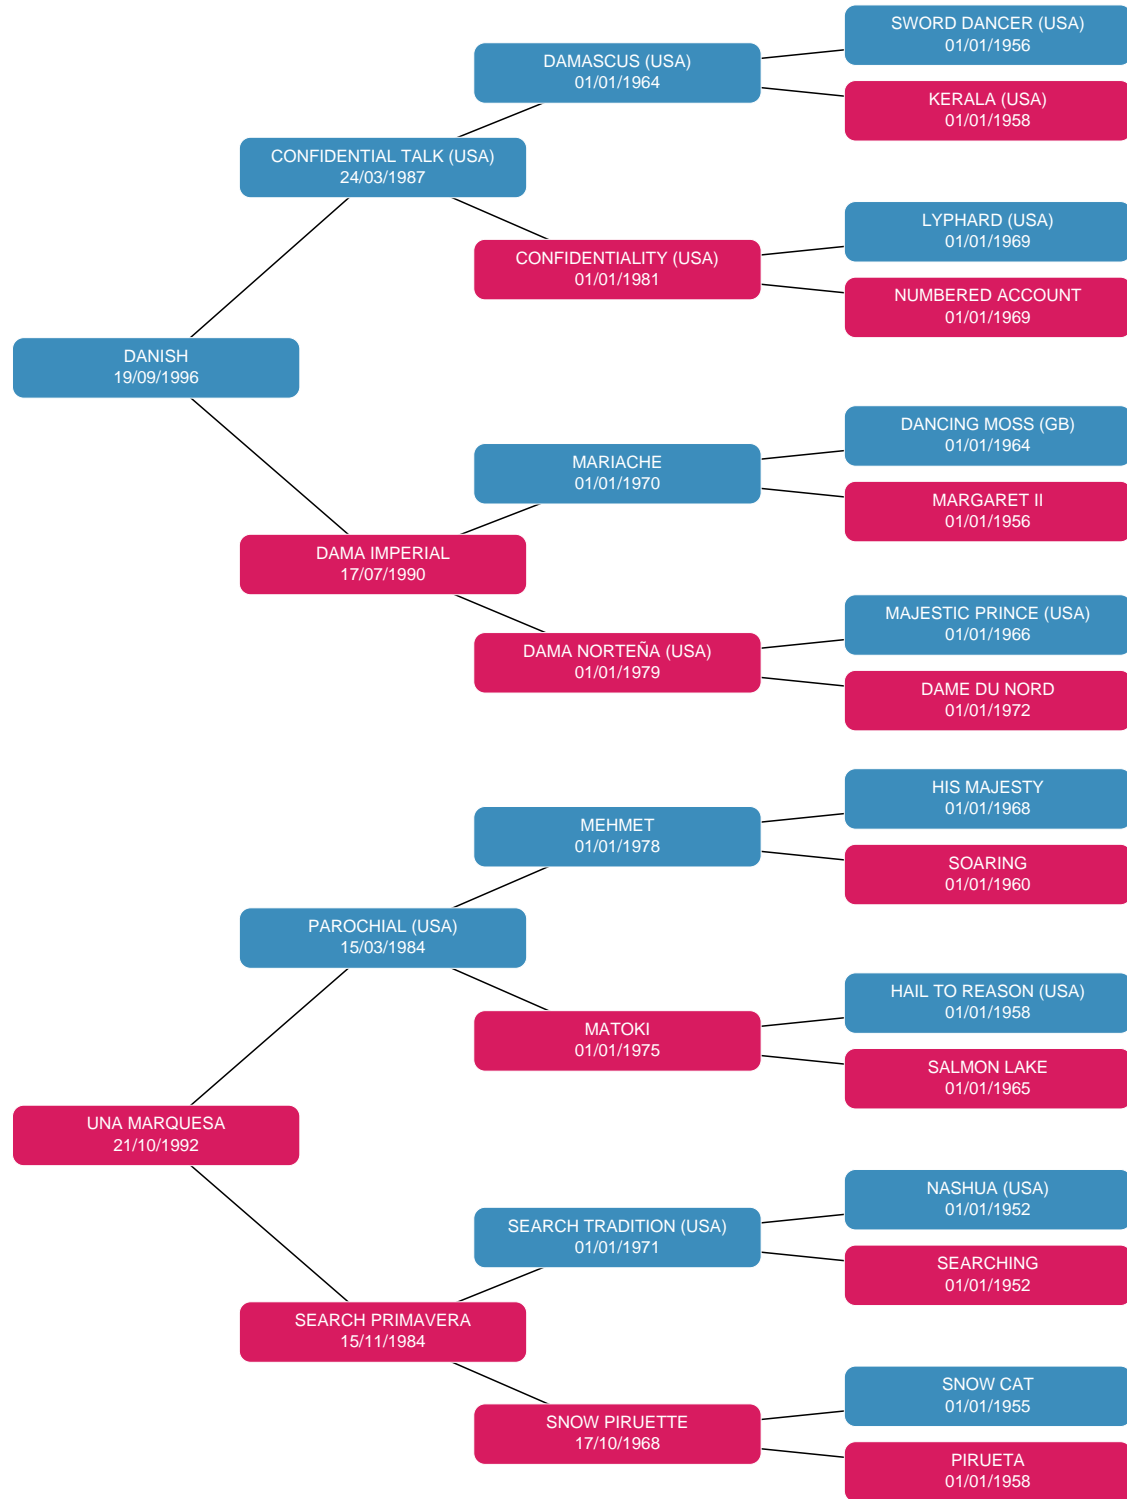 SWORD DANCER (USA)
01/01/1956
DAMASCUS (USA)
01/01/1964
KERALA (USA)
01/01/1958
CONFIDENTIAL TALK (USA)
24/03/1987
LYPHARD (USA)
01/01/1969
CONFIDENTIALITY (USA)
01/01/1981
NUMBERED ACCOUNT
01/01/1969
DANISH
19/09/1996
DANCING MOSS (GB)
01/01/1964
MARIACHE
01/01/1970
MARGARET II
01/01/1956
DAMA IMPERIAL
17/07/1990
MAJESTIC PRINCE (USA)
01/01/1966
DAMA NORTEÑA (USA)
01/01/1979
DAME DU NORD
01/01/1972
HIS MAJESTY
01/01/1968
MEHMET
01/01/1978
SOARING
01/01/1960
PAROCHIAL (USA)
15/03/1984
HAIL TO REASON (USA)
01/01/1958
MATOKI
01/01/1975
SALMON LAKE
01/01/1965
UNA MARQUESA
21/10/1992
NASHUA (USA)
01/01/1952
SEARCH TRADITION (USA)
01/01/1971
SEARCHING
01/01/1952
SEARCH PRIMAVERA
15/11/1984
SNOW CAT
01/01/1955
SNOW PIRUETTE
17/10/1968
PIRUETA
01/01/1958